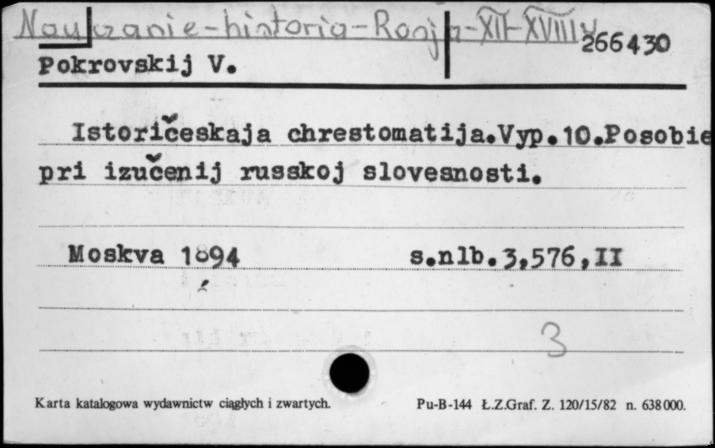 Nauczanie-historia-Rosja-XII-XVIII w
266430
Pokrovskij V.
Istoričeskaja chrestomatija.Vyp.10.Posobie
pri izučenij russkoj slovesnosti.
Moskva 1894 s.nlb.3,576,II
3
Karta katalogowa wydawnictw ciągłych i zwartych. Pu-B-144 Ł.Z.Graf. Z. 120/15/82 n. 638000.